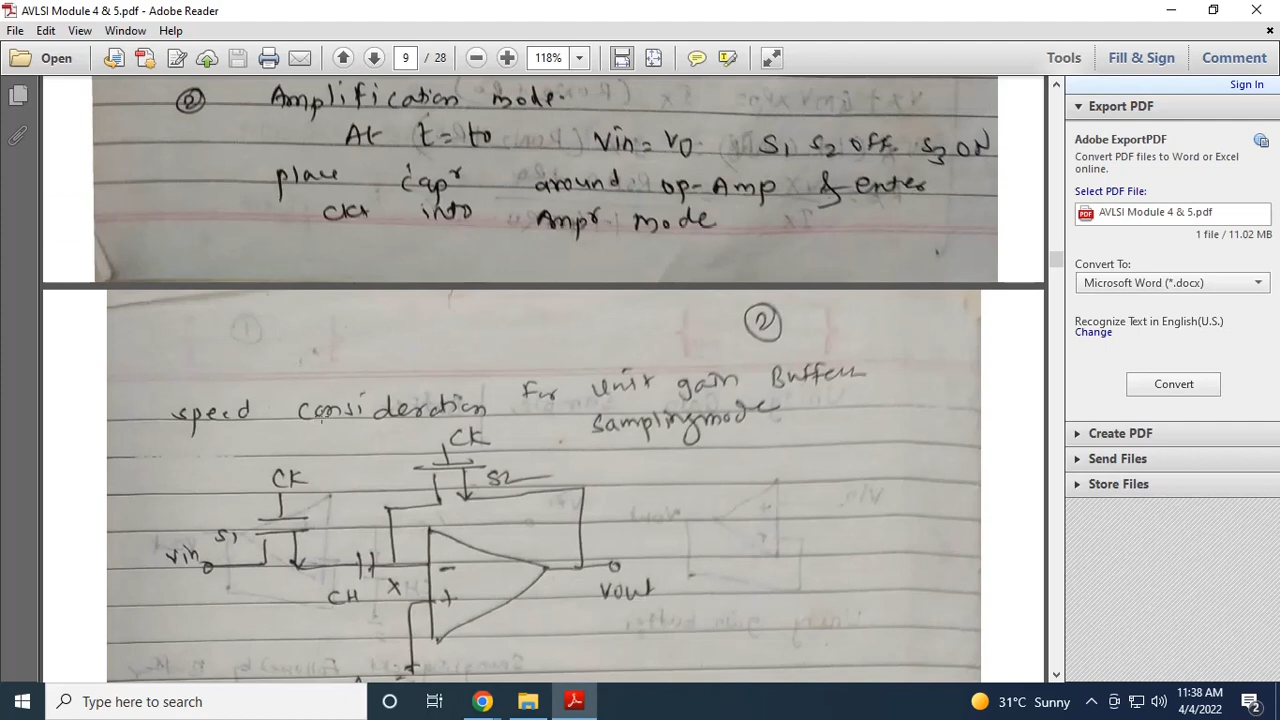 AVLSI Module 4 & 5.pdf - Adobe Reader
File Edit View Window Help
Open 9 / 28 118% Tools Fill & Sign Comment
② Amplification mode.
At t = to Vin = V0 S1 S2 off S3 ON
place Capr around op-Amp & enter
ckt into Ampr mode
②
speed consideration For unit gain Buffer
sampling mode
CK
S2
CK
S1
Vin
CH
X
-
+
Vout
Sign In
Export PDF
Adobe ExportPDF
Convert PDF files to Word or Excel
online.
Select PDF File:
AVLSI Module 4 & 5.pdf
1 file / 11.02 MB
Convert To:
Microsoft Word (*.docx)
Recognize Text in English(U.S.)
Change
Convert
Create PDF
Send Files
Store Files
Type here to search
31°C Sunny
11:38 AM
4/4/2022
2